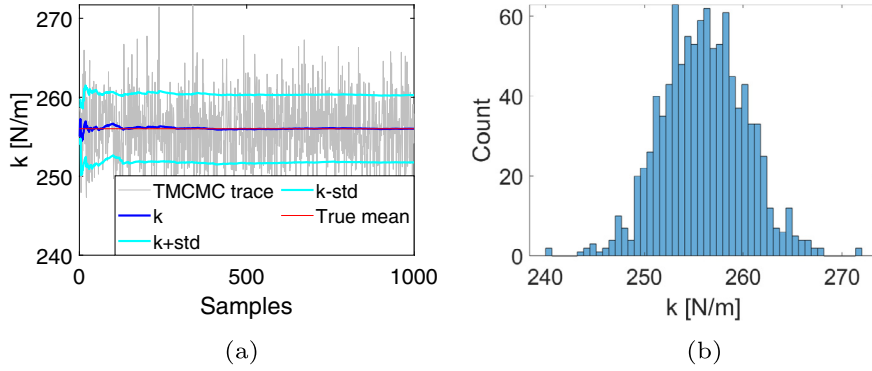 270
260
250
240
k [N/m]
TMCMC trace
k
k+std
k-std
True mean
0
500
1000
Samples
(a)
60
40
20
0
Count
240
250
260
270
k [N/m]
(b)